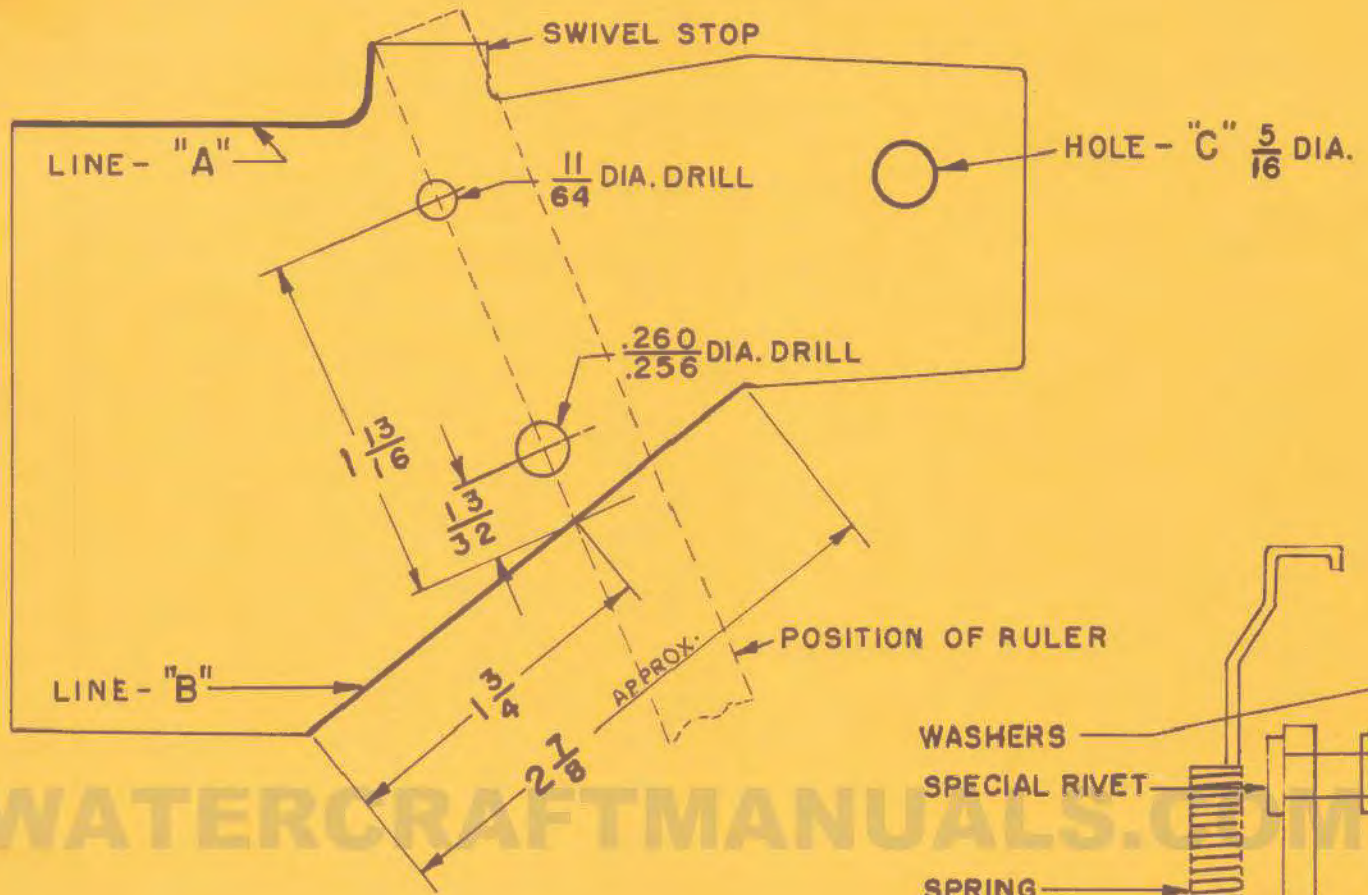 SWIVEL STOP
LINE - "A"
11/64 DIA. DRILL
HOLE - "C" 5/16 DIA.
.260/.256 DIA. DRILL
1 13/16
13/32
POSITION OF RULER
LINE - "B"
1 3/4
APPROX.
2 7/8
WASHERS
SPECIAL RIVET
WATERCRAFTMANUALS.COM
SPRING